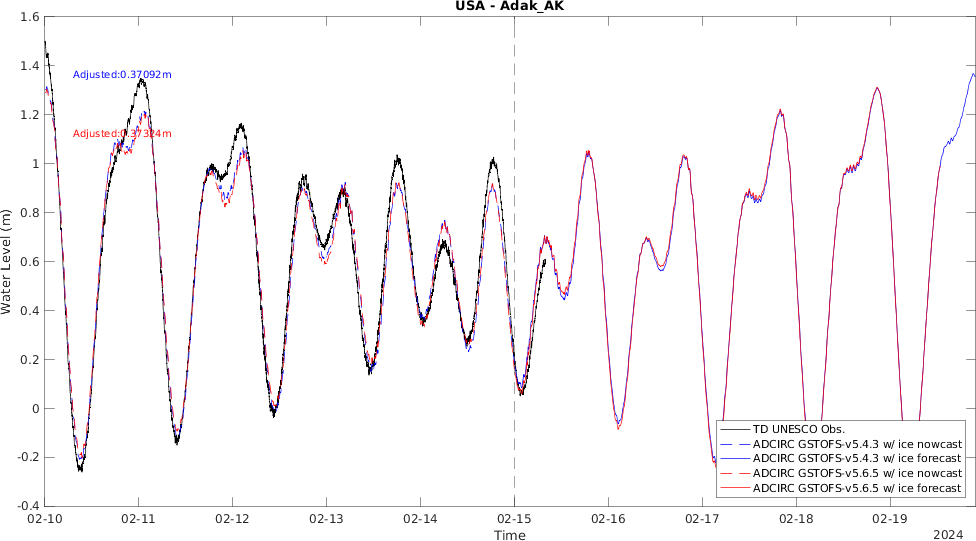 USA - Adak_AK
1.6
1.4
1.2
1
0.8
0.6
0.4
0.2
0
-0.2
-0.4
Water Level (m)
Adjusted:0.37092m
Adjusted:0.37324m
TD UNESCO Obs.
ADCIRC GSTOFS-v5.4.3 w/ ice nowcast
ADCIRC GSTOFS-v5.4.3 w/ ice forecast
ADCIRC GSTOFS-v5.6.5 w/ ice nowcast
ADCIRC GSTOFS-v5.6.5 w/ ice forecast
02-10 02-11 02-12 02-13 02-14 02-15 02-16 02-17 02-18 02-19
Time
2024